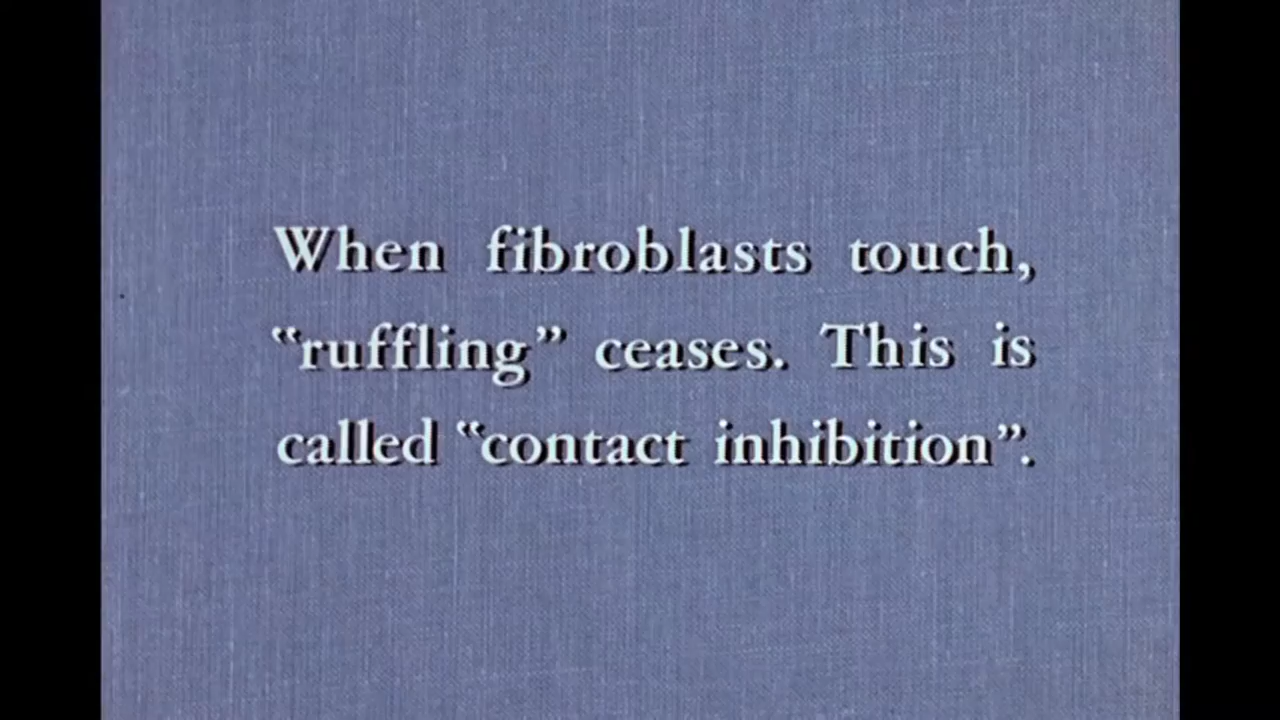 When fibroblasts touch,
“ruffling” ceases. This is
called “contact inhibition”.